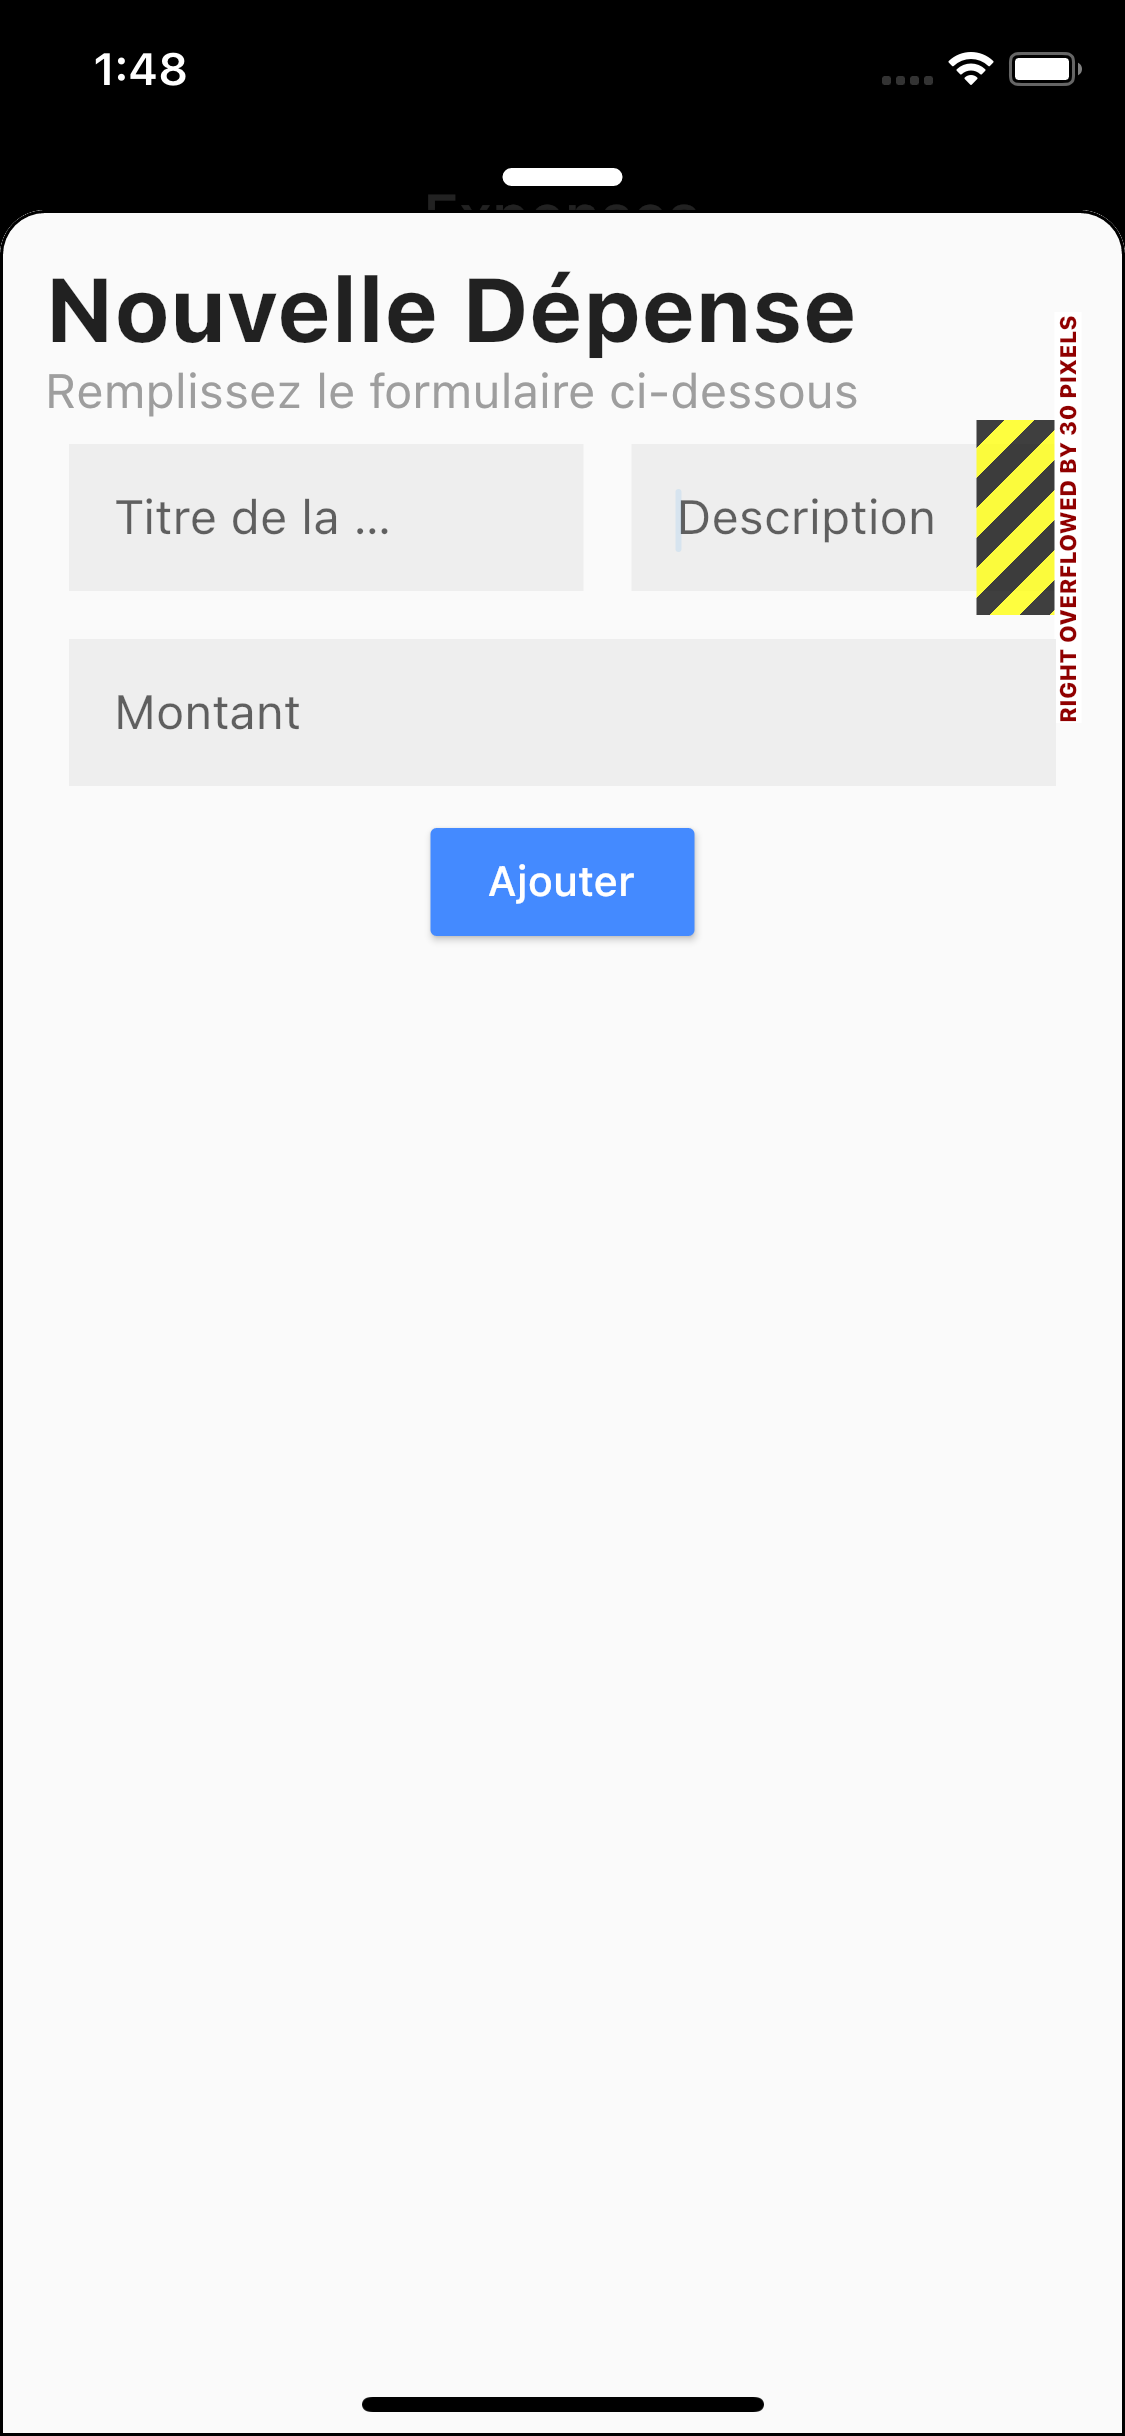 1:48
Expenses
Nouvelle Dépense
Remplissez le formulaire ci-dessous
Titre de la ...
Description
RIGHT OVERFLOWED BY 30 PIXELS
Montant
Ajouter